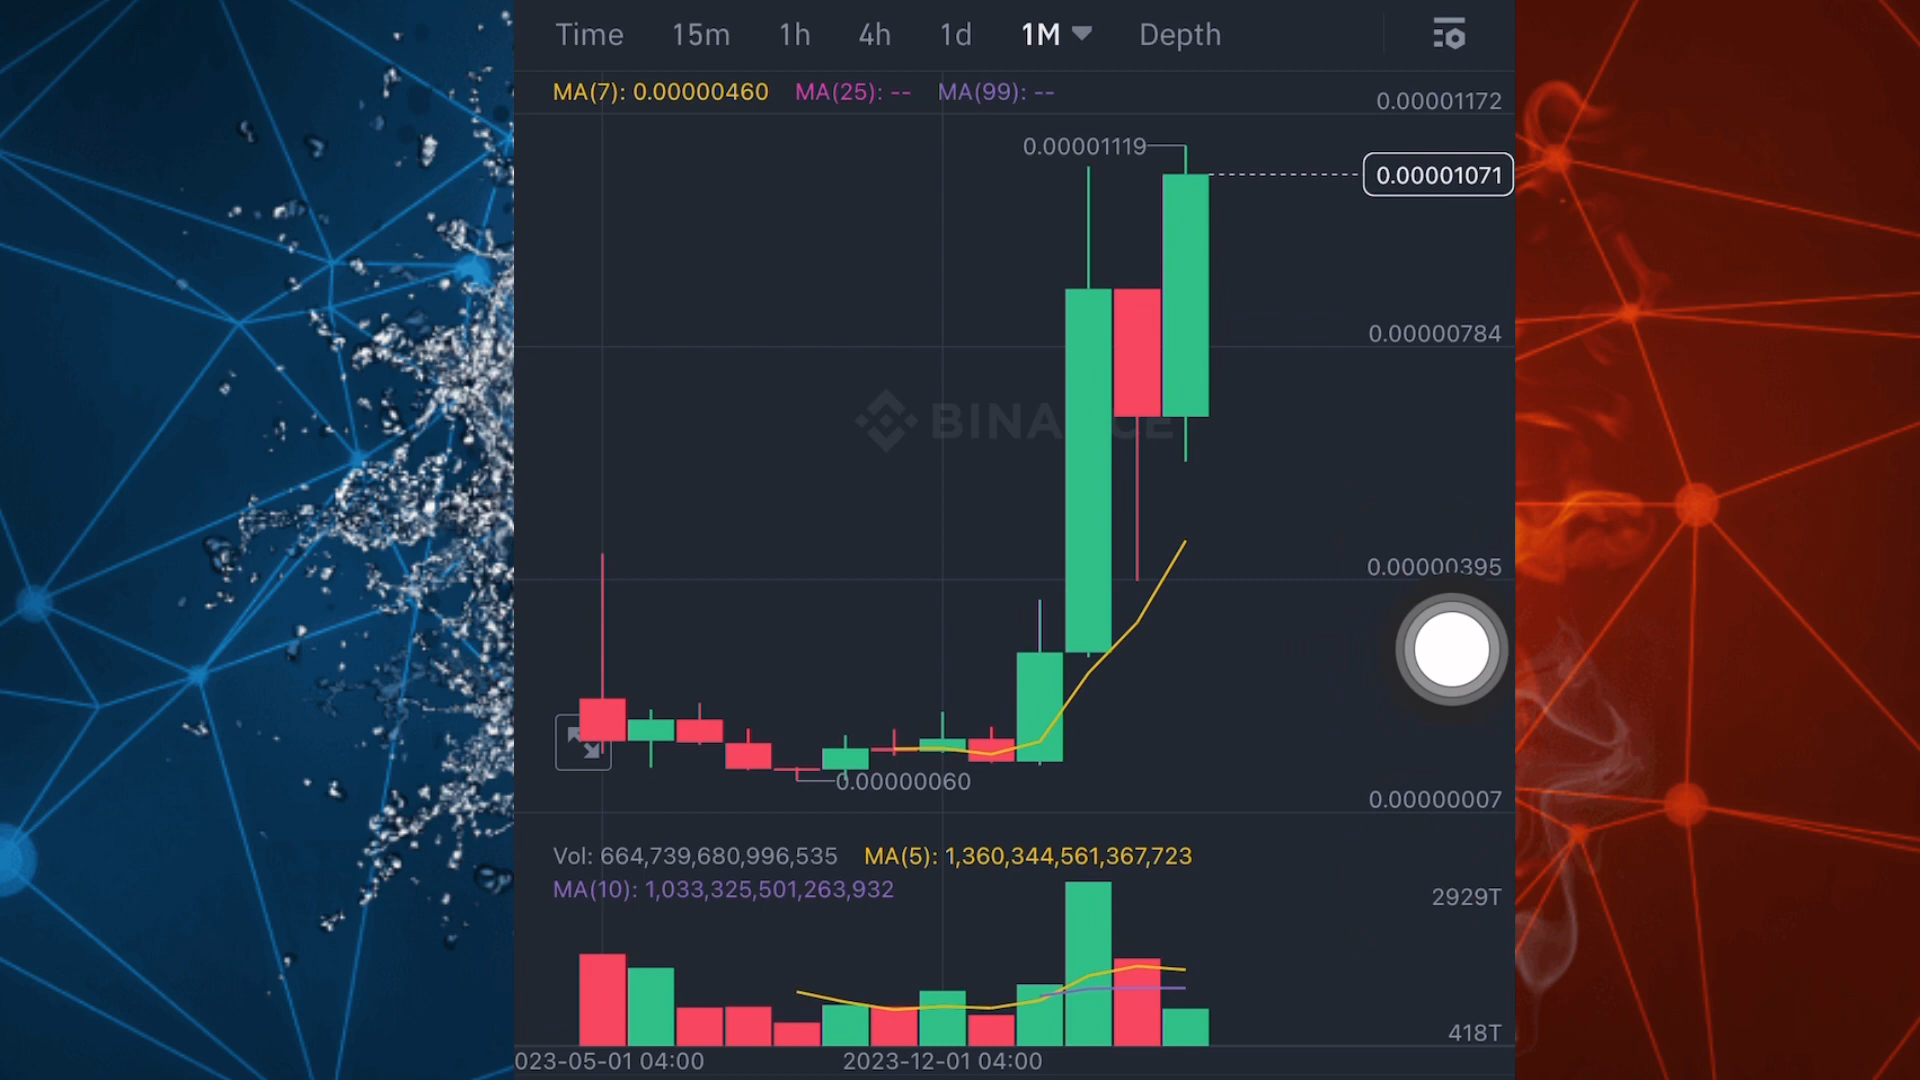 Time 15m 1h 4h 1d 1M Depth
MA(7): 0.00000460 MA(25): -- MA(99): --
0.00001172
0.00001119
0.00001071
0.00000784
BINANCE
0.00000395
0.00000060
0.00000007
Vol: 664,739,680,996,535 MA(5): 1,360,344,561,367,723
MA(10): 1,033,325,501,263,932
2929T
418T
023-05-01 04:00 2023-12-01 04:00